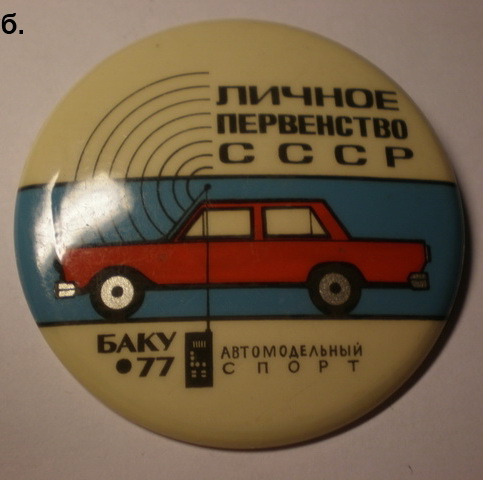 б.
ЛИЧНОЕ
ПЕРВЕНСТВО
СССР
БАКУ
•77
АВТОМОДЕЛЬНЫЙ
СПОРТ